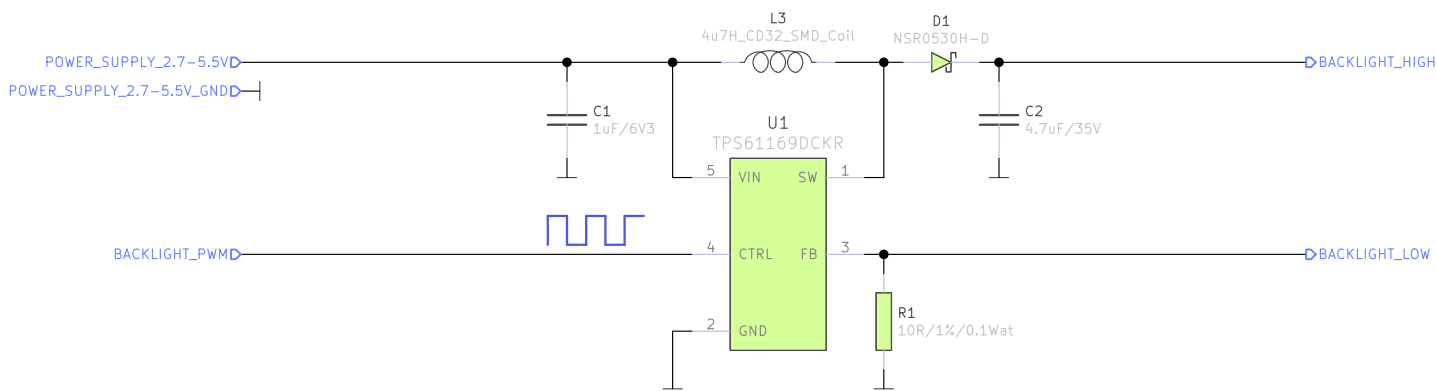 L3
4u7H_CD32_SMD_Coil
D1
NSR0530H-D
POWER_SUPPLY_2.7-5.5V
BACKLIGHT_HIGH
POWER_SUPPLY_2.7-5.5V_GND
C1
1uF/6V3
C2
4.7uF/35V
U1
TPS61169DCKR
5 VIN SW 1
BACKLIGHT_PWM
4 CTRL FB 3
BACKLIGHT_LOW
R1
10R/1%/0.1Wat
2 GND